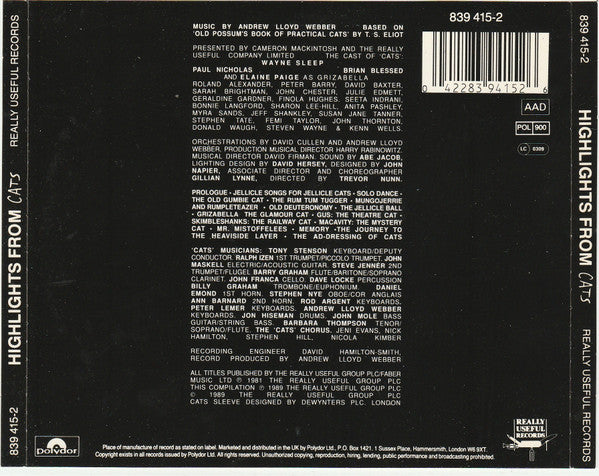 839 415-2
HIGHLIGHTS FROM CATS
REALLY USEFUL RECORDS
MUSIC BY ANDREW LLOYD WEBBER BASED ON
'OLD POSSUM'S BOOK OF PRACTICAL CATS' BY T. S. ELIOT
PRESENTED BY CAMERON MACKINTOSH AND THE REALLY
USEFUL COMPANY LIMITED THE CAST OF 'CATS':
WAYNE SLEEP
PAUL NICHOLAS BRIAN BLESSED
and ELAINE PAIGE AS GRIZABELLA
ROLAND ALEXANDER, PETER BARRY, DAVID BAXTER,
SARAH BRIGHTMAN, JOHN CHESTER, JULIE EDMETT,
GERALDINE GARDNER, FINOLA HUGHES, SEETA INDRANI,
BONNIE LANGFORD, SHARON LEE-HILL, ANITA PASHLEY,
MYRA SANDS, JEFF SHANKLEY, SUSAN JANE TANNER,
STEPHEN TATE, FEMI TAYLOR, JOHN THORNTON,
DONALD WAUGH, STEVEN WAYNE & KENN WELLS.
ORCHESTRATIONS BY DAVID CULLEN AND ANDREW LLOYD
WEBBER, PRODUCTION MUSICAL DIRECTOR HARRY RABINOWITZ.
MUSICAL DIRECTOR DAVID FIRMAN. SOUND BY ABE JACOB.
LIGHTING DESIGN BY DAVID HERSEY, DESIGNED BY JOHN
NAPIER, ASSOCIATE DIRECTOR AND CHOREOGRAPHER
GILLIAN LYNNE, DIRECTED BY TREVOR NUNN.
PROLOGUE - JELLICLE SONGS FOR JELLICLE CATS • SOLO DANCE •
THE OLD GUMBIE CAT • THE RUM TUM TUGGER • MUNGOJERRIE
AND RUMPLETEAZER • OLD DEUTERONOMY • THE JELLICLE BALL
• GRIZABELLA THE GLAMOUR CAT • GUS: THE THEATRE CAT •
SKIMBLESHANKS: THE RAILWAY CAT • MACAVITY: THE MYSTERY
CAT • MR. MISTOFFELEES • MEMORY •THE JOURNEY TO
THE HEAVISIDE LAYER • THE AD-DRESSING OF CATS
'CATS' MUSICIANS: TONY STENSON KEYBOARD/DEPUTY
CONDUCTOR. RALPH IZEN 1ST TRUMPET/PICCOLO TRUMPET. JOHN
MASKELL ELECTRIC/ACOUSTIC GUITAR. STEVE JENNER 2ND
TRUMPET/FLUGEL BARRY GRAHAM FLUTE/BARITONE/SOPRANO
CLARINET. JOHN FRANCA CELLO. DAVE LOCKE PERCUSSION
BILLY GRAHAM TROMBONE/EUPHONIUM. DANIEL
EMOND 1ST HORN. STEPHEN NYE OBOE/COR ANGLAIS
ANN BARNARD 2ND HORN. ROD ARGENT KEYBOARDS.
PETER LEMER KEYBOARDS. ANDREW LLOYD WEBBER
KEYBOARDS. JON HISEMAN DRUMS. JOHN MOLE BASS
GUITAR/STRING BASS. BARBARA THOMPSON TENOR/
SOPRANO/FLUTE. THE 'CATS' CHORUS, JENI EVANS, NICK
HAMILTON, STEPHEN HILL, NICOLA KIMBER
RECORDING ENGINEER DAVID HAMILTON-SMITH,
RECORD PRODUCED BY ANDREW LLOYD WEBBER
ALL TITLES PUBLISHED BY THE REALLY USEFUL GROUP PLC/FABER
MUSIC LTD ℗ 1981 THE REALLY USEFUL GROUP PLC
THIS COMPILATION ℗ 1989 THE REALLY USEFUL GROUP PLC
© 1989 THE REALLY USEFUL GROUP PLC
CATS SLEEVE DESIGNED BY DEWYNTERS PLC. LONDON
839 415-2
0 42283 94152 6
AAD
POL 900
LC 0309
Polydor
REALLY
USEFUL
RECORDS
Place of manufacture of record as stated on label. Marketed and distributed in the UK by Polydor Ltd., P.O. Box 1421, 1 Sussex Place, Hammersmith, London W6 9XT.
Copyright exists in all records issued by Polydor Ltd. All rights reserved. Unauthorized copying, reproduction, hiring, lending, public performance and broadcasting prohibited.
839 415-2
HIGHLIGHTS FROM CATS
REALLY USEFUL RECORDS